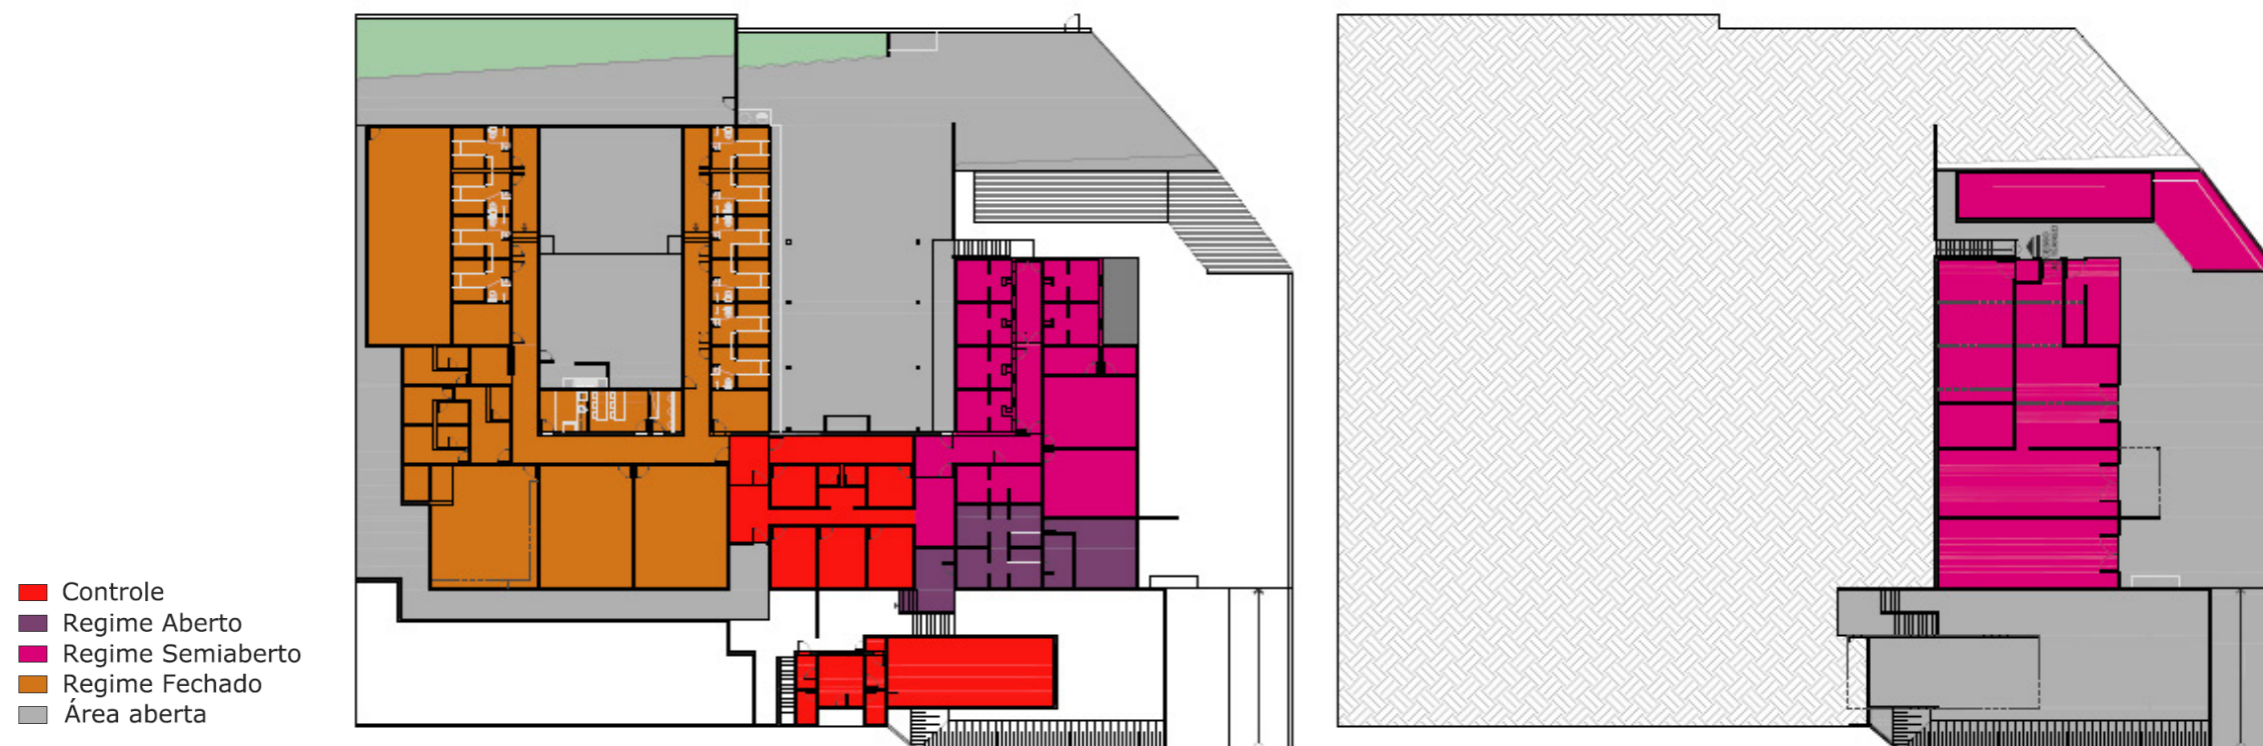 Controle
Regime Aberto
Regime Semiaberto
Regime Fechado
Área aberta